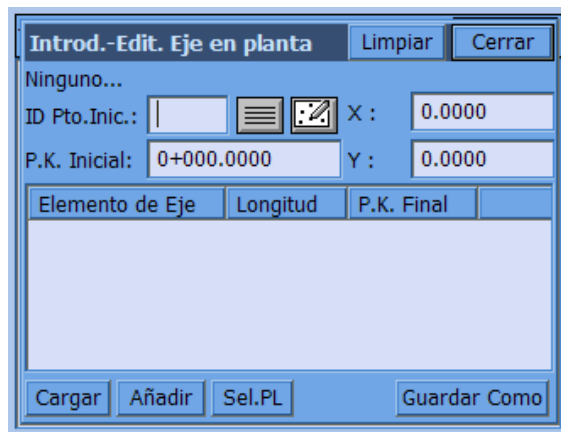 Introd.-Edit. Eje en planta Limpiar Cerrar
Ninguno...
ID Pto.Inic.: X : 0.0000
P.K. Inicial: 0+000.0000 Y : 0.0000
Elemento de Eje Longitud P.K. Final
Cargar Añadir Sel.PL Guardar Como